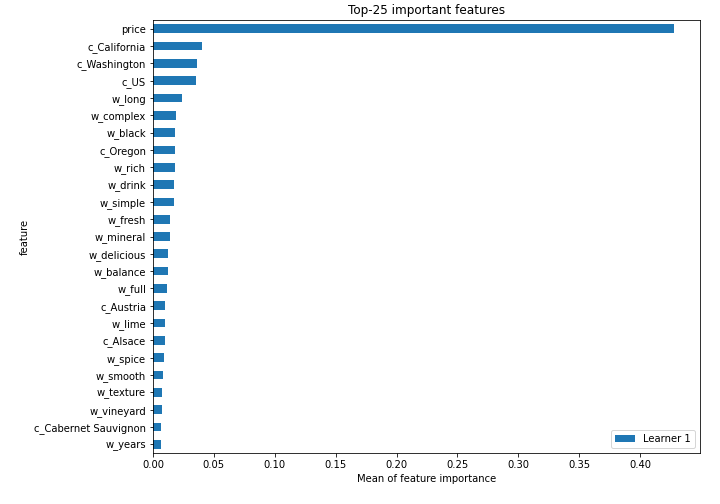 Top-25 important features
price
c_California
c_Washington
c_US
w_long
w_complex
w_black
c_Oregon
w_rich
w_drink
w_simple
w_fresh
w_mineral
w_delicious
w_balance
w_full
c_Austria
w_lime
c_Alsace
w_spice
w_smooth
w_texture
w_vineyard
c_Cabernet Sauvignon
w_years
feature
Learner 1
0.00 0.05 0.10 0.15 0.20 0.25 0.30 0.35 0.40
Mean of feature importance